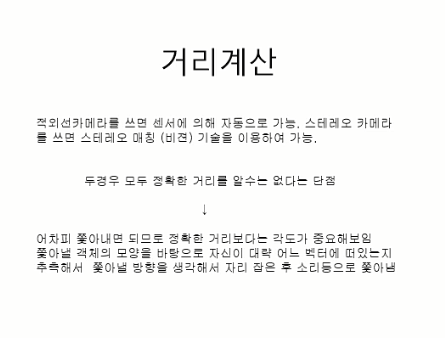 거리계산
적외선카메라를 쓰면 센서에 의해 자동으로 가능. 스테레오 카메라
를 쓰면 스테레오 매칭 (비젼) 기술을 이용하여 가능.
두경우 모두 정확한 거리를 알수는 없다는 단점
↓
어차피 쫓아내면 되므로 정확한 거리보다는 각도가 중요해보임
쫓아낼 객체의 모양을 바탕으로 자신이 대략 어느 벡터에 떠있는지
추측해서 쫓아낼 방향을 생각해서 자리 잡은 후 소리등으로 쫓아냄